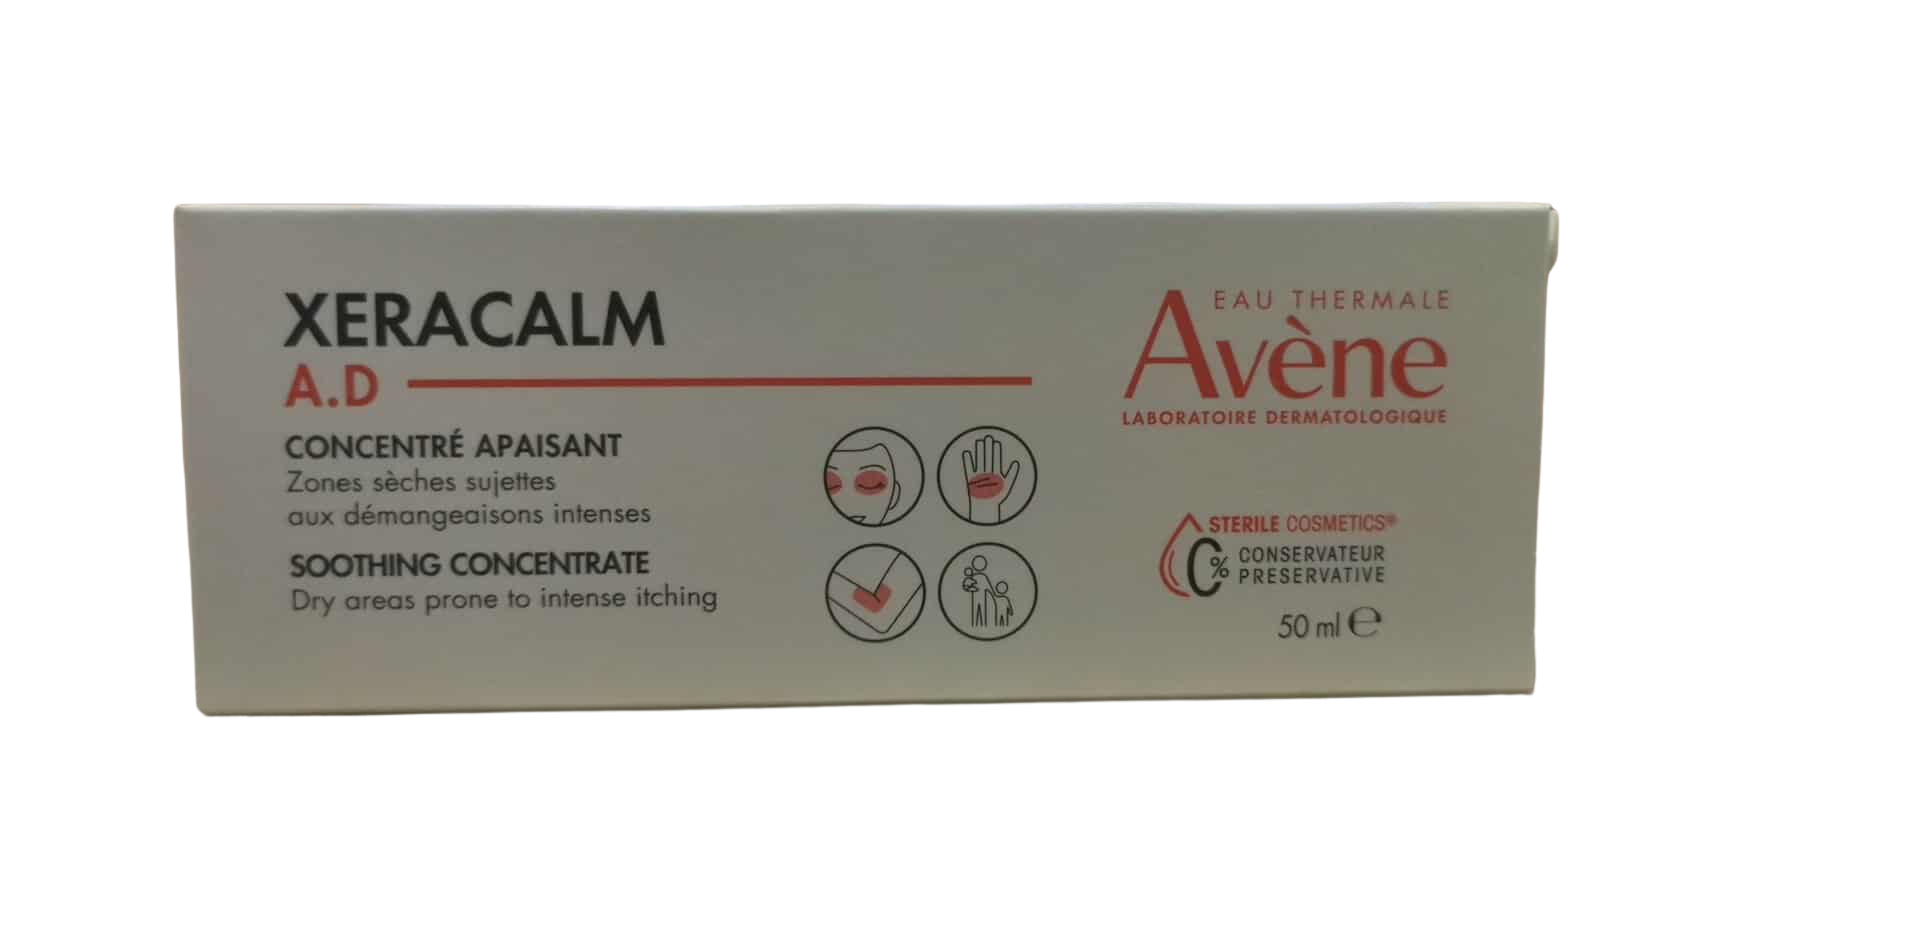 XERACALM
A.D
CONCENTRÉ APAISANT
Zones sèches sujettes
aux démangeaisons intenses
SOOTHING CONCENTRATE
Dry areas prone to intense itching
EAU THERMALE
Avène
LABORATOIRE DERMATOLOGIQUE
STERILE COSMETICS®
0% CONSERVATEUR
PRESERVATIVE
50 ml ℮